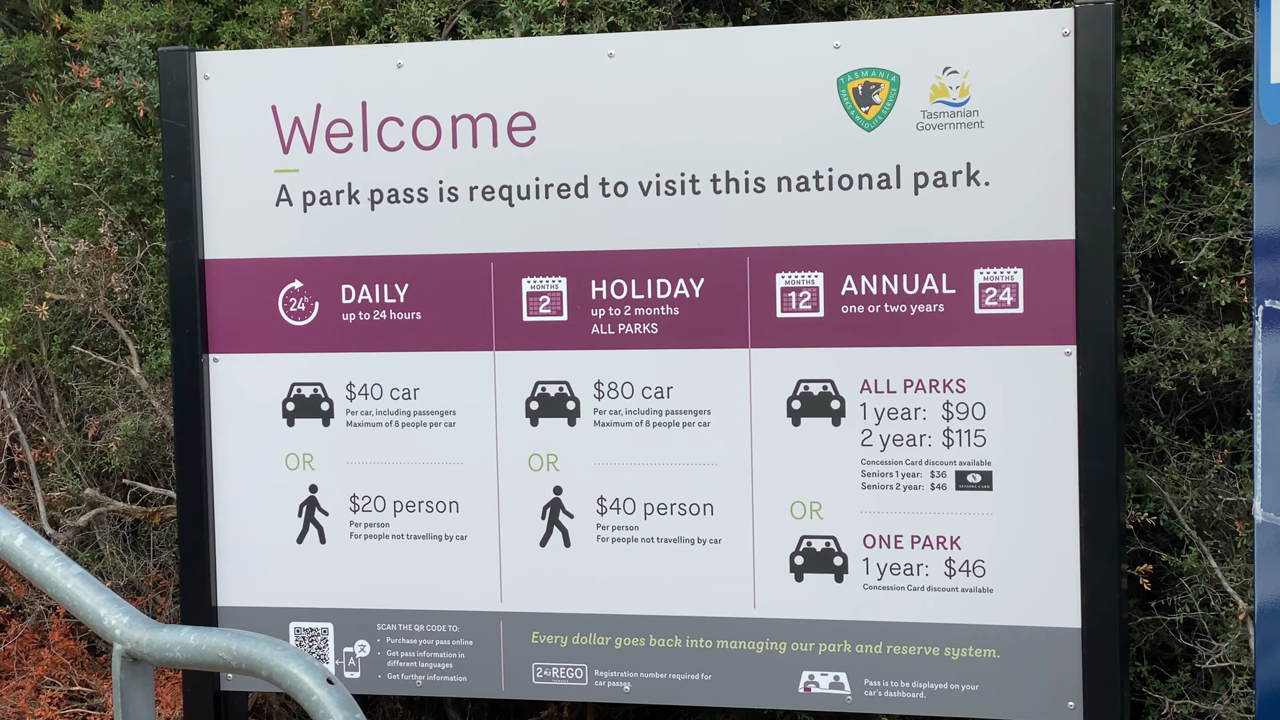 Welcome
A park pass is required to visit this national park.
TASMANIA
PARKS & WILDLIFE SERVICE
Tasmanian
Government
24h
DAILY
up to 24 hours
MONTHS
2
HOLIDAY
up to 2 months
ALL PARKS
MONTHS
12
ANNUAL
one or two years
MONTHS
24
$40 car
Per car, including passengers
Maximum of 8 people per car
OR
$20 person
Per person
For people not travelling by car
$80 car
Per car, including passengers
Maximum of 8 people per car
OR
$40 person
Per person
For people not travelling by car
ALL PARKS
1 year: $90
2 year: $115
Concession Card discount available
Seniors 1 year: $36
Seniors 2 year: $46
SENIORS CARD
OR
ONE PARK
1 year: $46
Concession Card discount available
SCAN THE QR CODE TO:
• Purchase your pass online
• Get pass information in
different languages
• Get further information
A
文
Every dollar goes back into managing our park and reserve system.
2 REGO
Registration number required for
car passes.
Pass is to be displayed on your
car's dashboard.